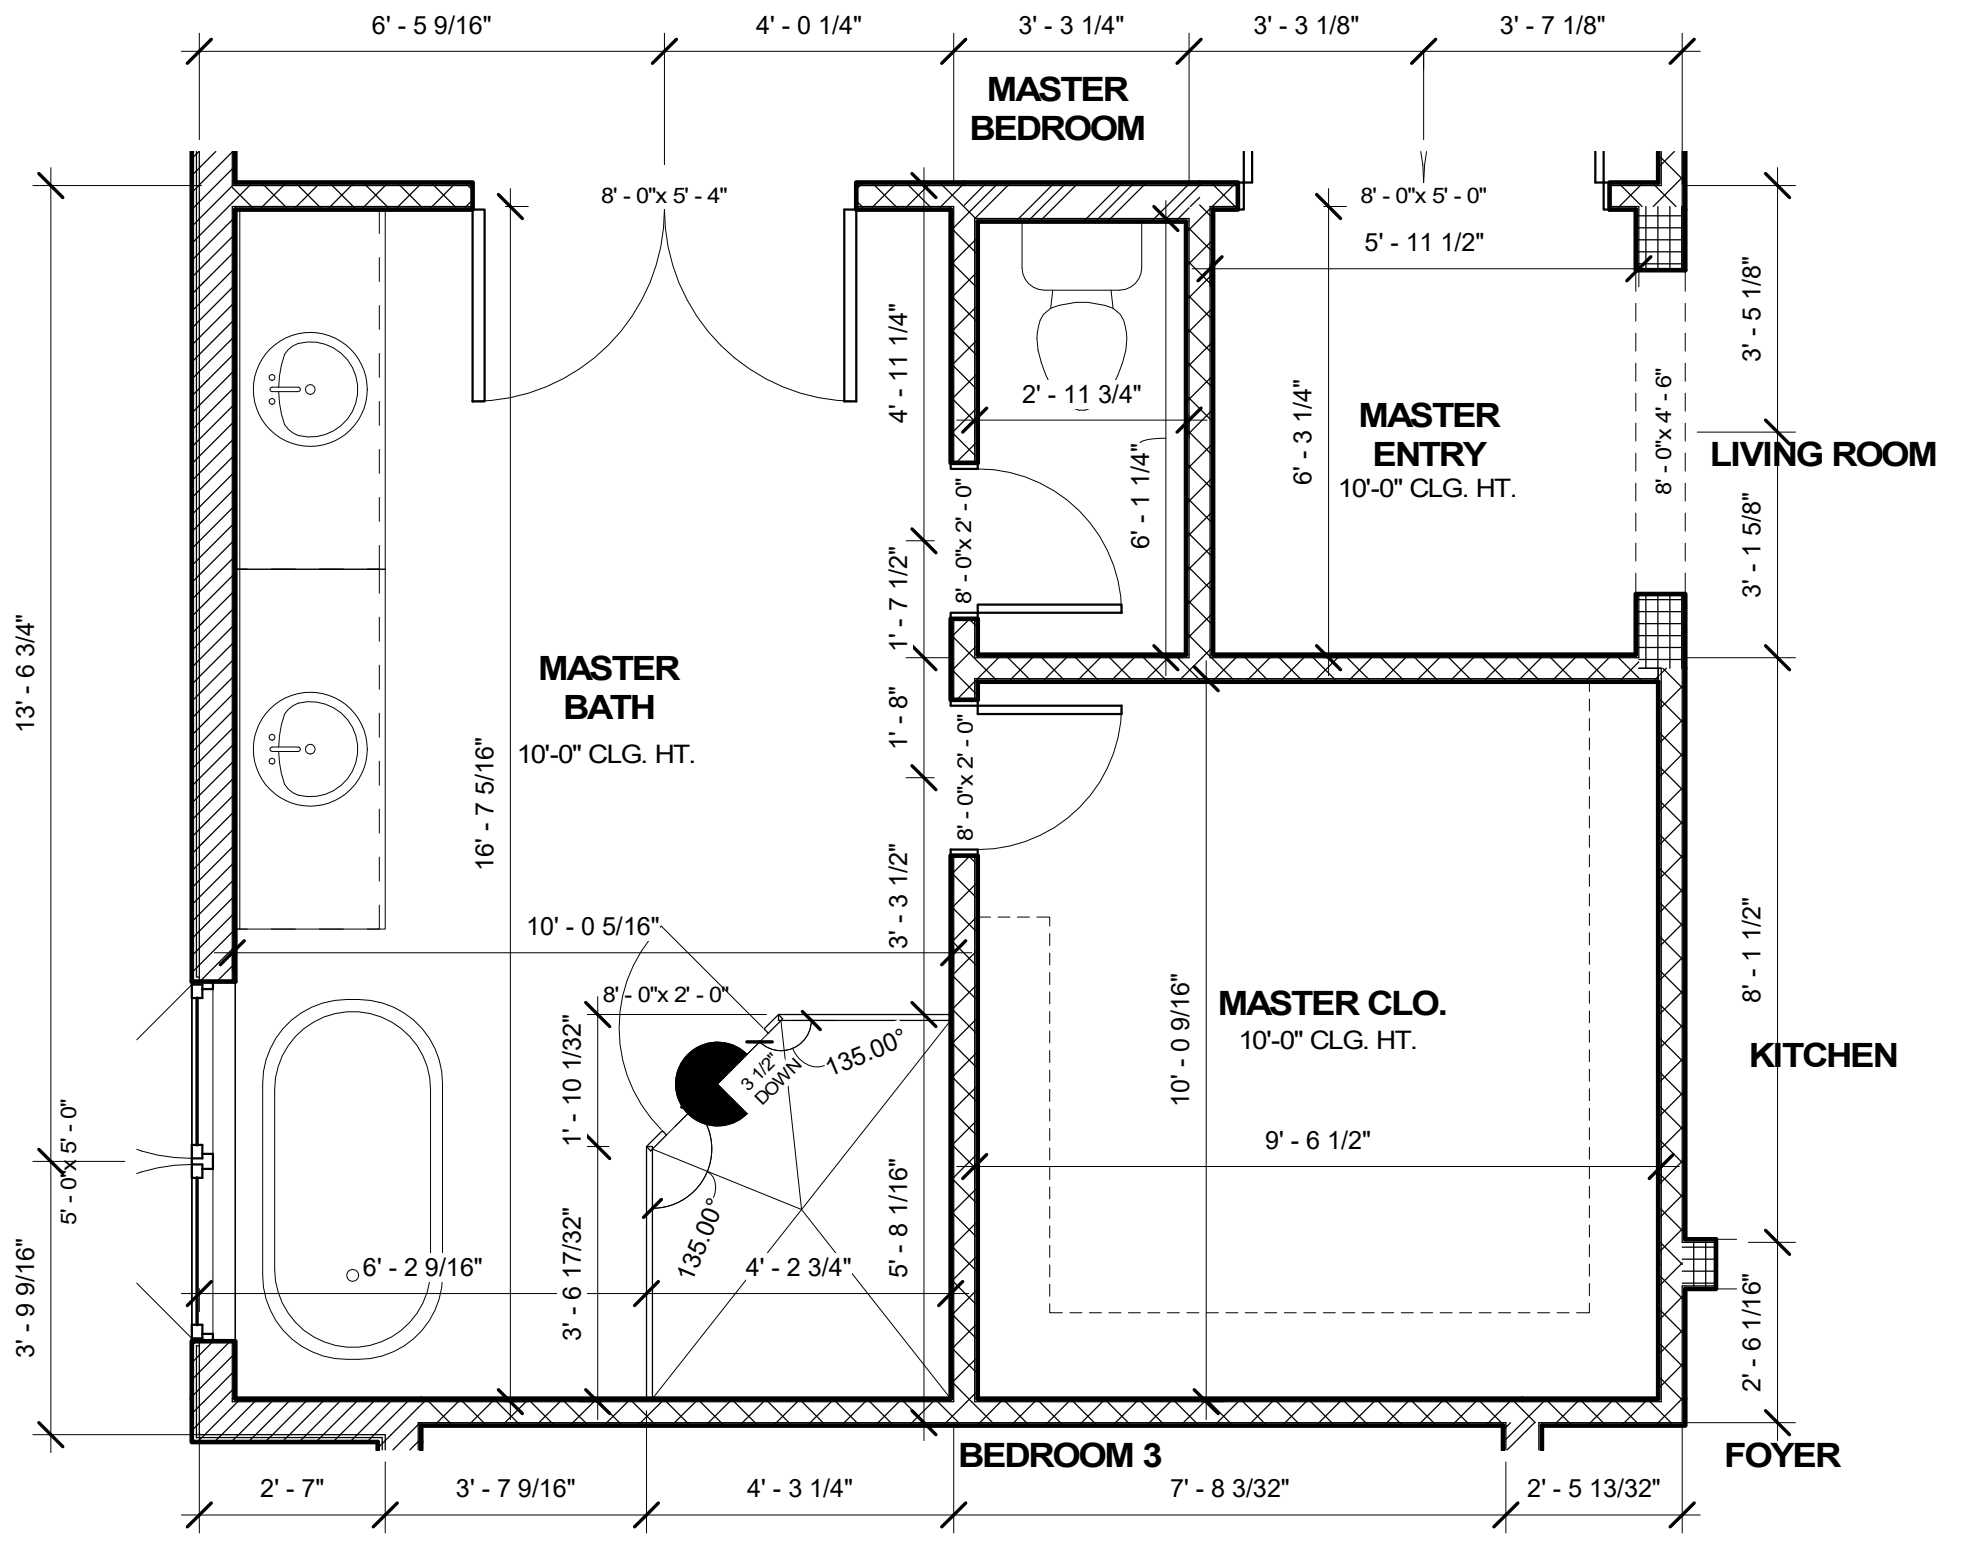 6' - 5 9/16"
4' - 0 1/4"
3' - 3 1/4"
3' - 3 1/8"
3' - 7 1/8"
MASTER
BEDROOM
8' - 0"x 5' - 4"
8' - 0"x 5' - 0"
5' - 11 1/2"
3' - 5 1/8"
4' - 11 1/4"
2' - 11 3/4"
6' - 3 1/4"
MASTER
ENTRY
10'-0" CLG. HT.
8' - 0"x 4' - 6"
LIVING ROOM
6' - 1 1/4"
8' - 0"x 2' - 0"
3' - 1 5/8"
1' - 7 1/2"
13' - 6 3/4"
MASTER
BATH
10'-0" CLG. HT.
1' - 8"
8' - 0"x 2' - 0"
16' - 7 5/16"
3' - 3 1/2"
10' - 0 5/16"
8' - 1 1/2"
8' - 0"x 2' - 0"
MASTER CLO.
10'-0" CLG. HT.
10' - 0 9/16"
1' - 10 1/32"
135.00°
3 1/2"
DOWN
KITCHEN
5' - 0"x 5' - 0"
9' - 6 1/2"
135.00°
5' - 8 1/16"
6' - 2 9/16"
3' - 6 17/32"
4' - 2 3/4"
3' - 9 9/16"
2' - 6 1/16"
BEDROOM 3
FOYER
2' - 7"
3' - 7 9/16"
4' - 3 1/4"
7' - 8 3/32"
2' - 5 13/32"